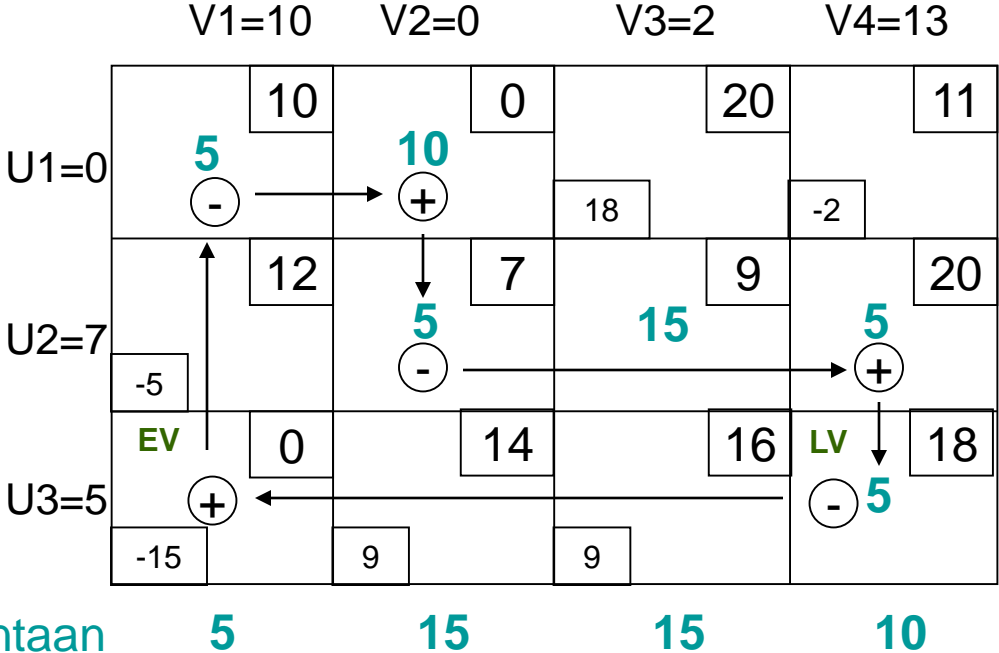 V1=10 V2=0 V3=2 V4=13
10 0 20 11
5 10
U1=0
- + 18 -2
12 7 9 20
5 15 5
U2=7
-5 - +
EV 0 14 16 LV 18
U3=5 + - 5
-15 9 9
ntaan 5 15 15 10